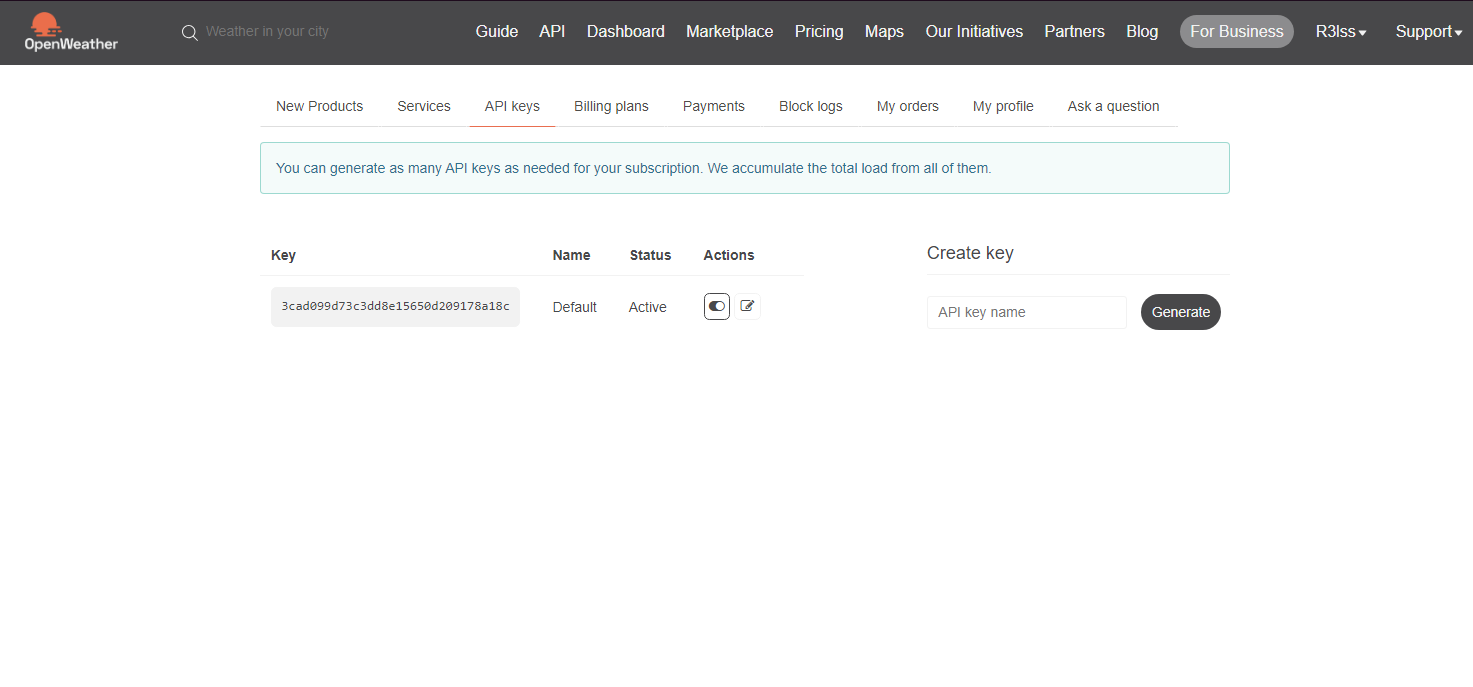 OpenWeather
Weather in your city
Guide API Dashboard Marketplace Pricing Maps Our Initiatives Partners Blog For Business R3lss Support
New Products Services API keys Billing plans Payments Block logs My orders My profile Ask a question
You can generate as many API keys as needed for your subscription. We accumulate the total load from all of them.
Key Name Status Actions
3cad099d73c3dd8e15650d209178a18c Default Active
Create key
API key name Generate